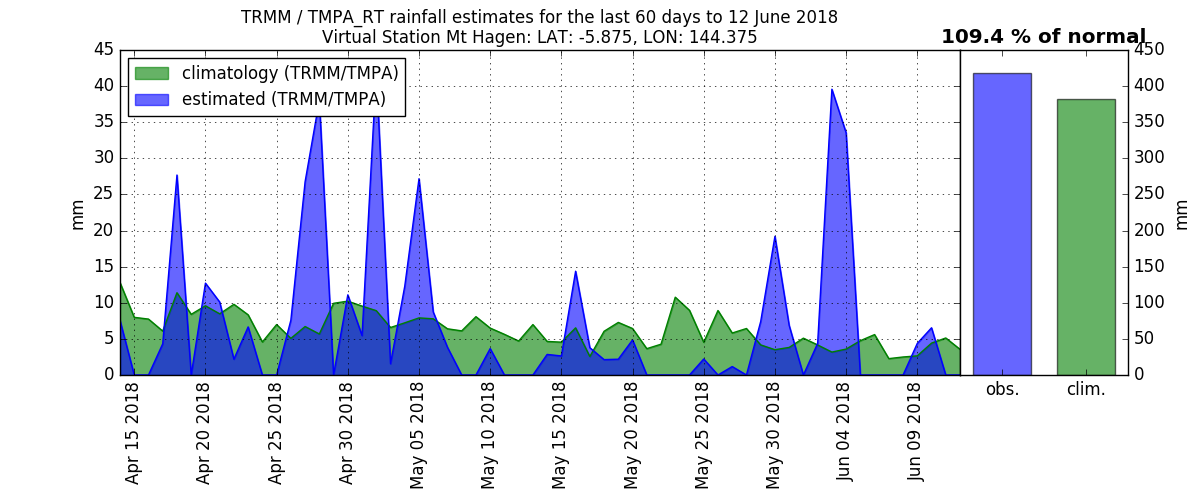 TRMM / TMPA_RT rainfall estimates for the last 60 days to 12 June 2018
Virtual Station Mt Hagen: LAT: -5.875, LON: 144.375
109.4 % of normal
climatology (TRMM/TMPA)
estimated (TRMM/TMPA)
45
40
35
30
25
20
15
10
5
0
mm
Apr 15 2018
Apr 20 2018
Apr 25 2018
Apr 30 2018
May 05 2018
May 10 2018
May 15 2018
May 20 2018
May 25 2018
May 30 2018
Jun 04 2018
Jun 09 2018
obs.
clim.
450
400
350
300
250
200
150
100
50
0
mm